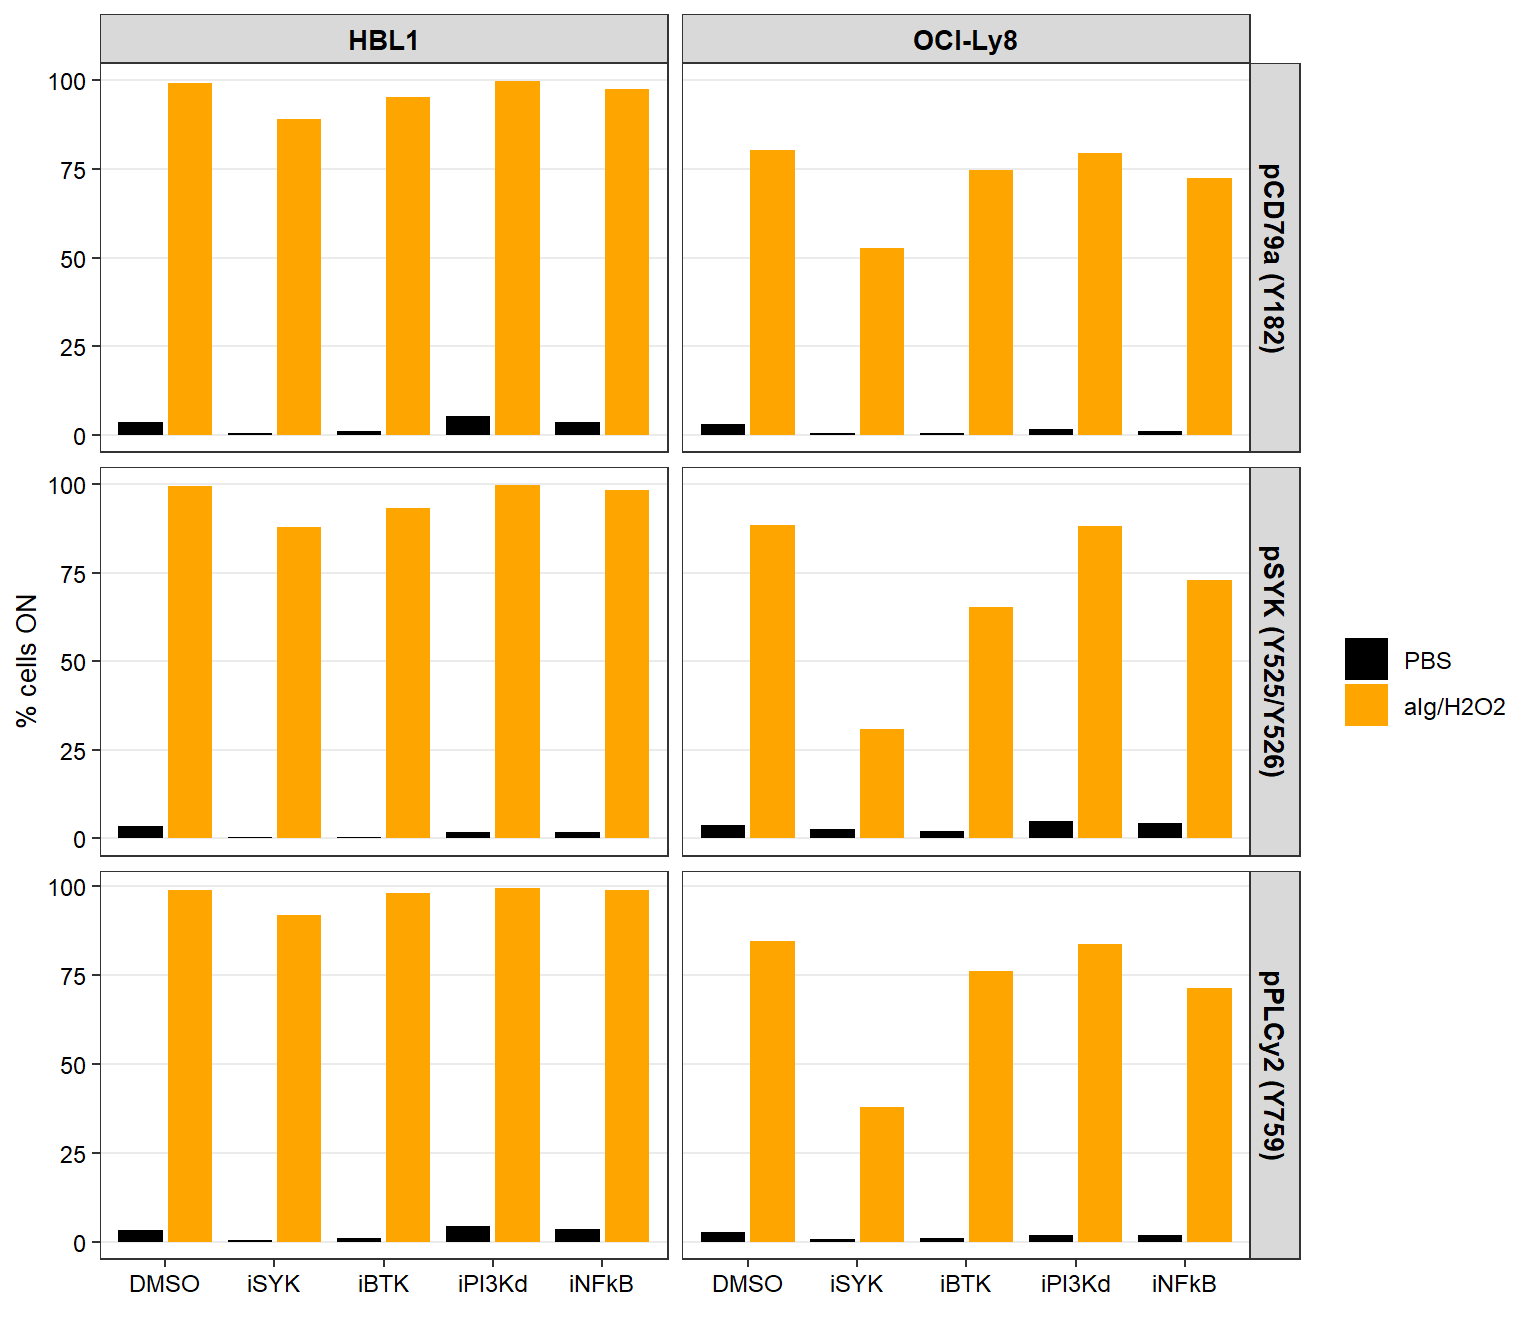 HBL1
OCI-Ly8
100
75
50
25
0
pCD79a (Y182)
100
75
50
25
0
pSYK (Y525/Y526)
100
75
50
25
0
pPLCy2 (Y759)
% cells ON
DMSO iSYK iBTK iPI3Kd iNFkB
DMSO iSYK iBTK iPI3Kd iNFkB
PBS
aIg/H2O2